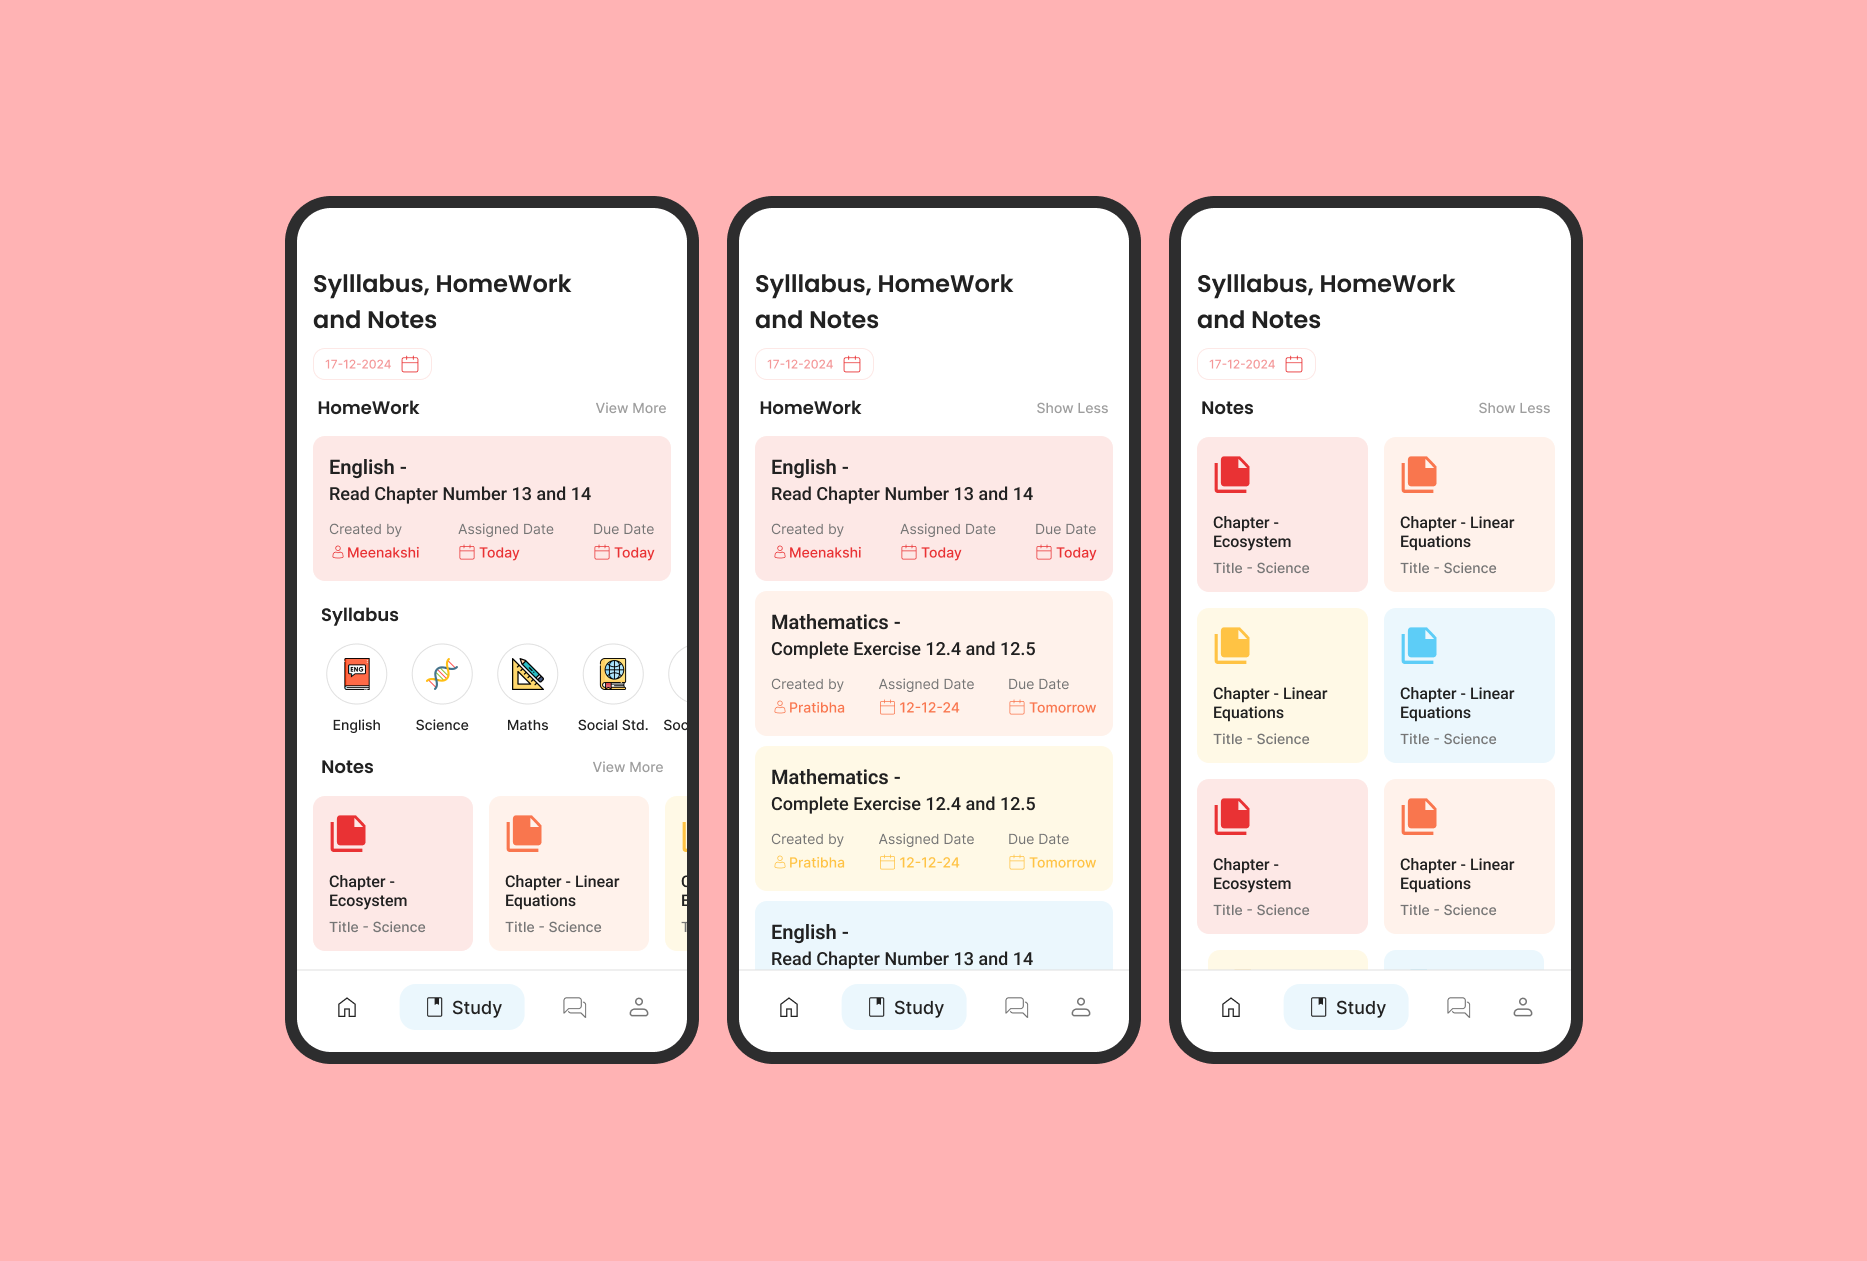 Sylllabus, HomeWork
and Notes
17-12-2024
HomeWork View More
English -
Read Chapter Number 13 and 14
Created by Assigned Date Due Date
Meenakshi Today Today
Syllabus
ENG
English Science Maths Social Std. Soc
Notes View More
Chapter -
Ecosystem
Title - Science
Chapter - Linear
Equations
Title - Science
Sylllabus, HomeWork
and Notes
17-12-2024
HomeWork Show Less
English -
Read Chapter Number 13 and 14
Created by Assigned Date Due Date
Meenakshi Today Today
Mathematics -
Complete Exercise 12.4 and 12.5
Created by Assigned Date Due Date
Pratibha 12-12-24 Tomorrow
Mathematics -
Complete Exercise 12.4 and 12.5
Created by Assigned Date Due Date
Pratibha 12-12-24 Tomorrow
English -
Read Chapter Number 13 and 14
Sylllabus, HomeWork
and Notes
17-12-2024
Notes Show Less
Chapter -
Ecosystem
Title - Science
Chapter - Linear
Equations
Title - Science
Chapter - Linear
Equations
Title - Science
Chapter - Linear
Equations
Title - Science
Chapter -
Ecosystem
Title - Science
Chapter - Linear
Equations
Title - Science
Study
Study
Study